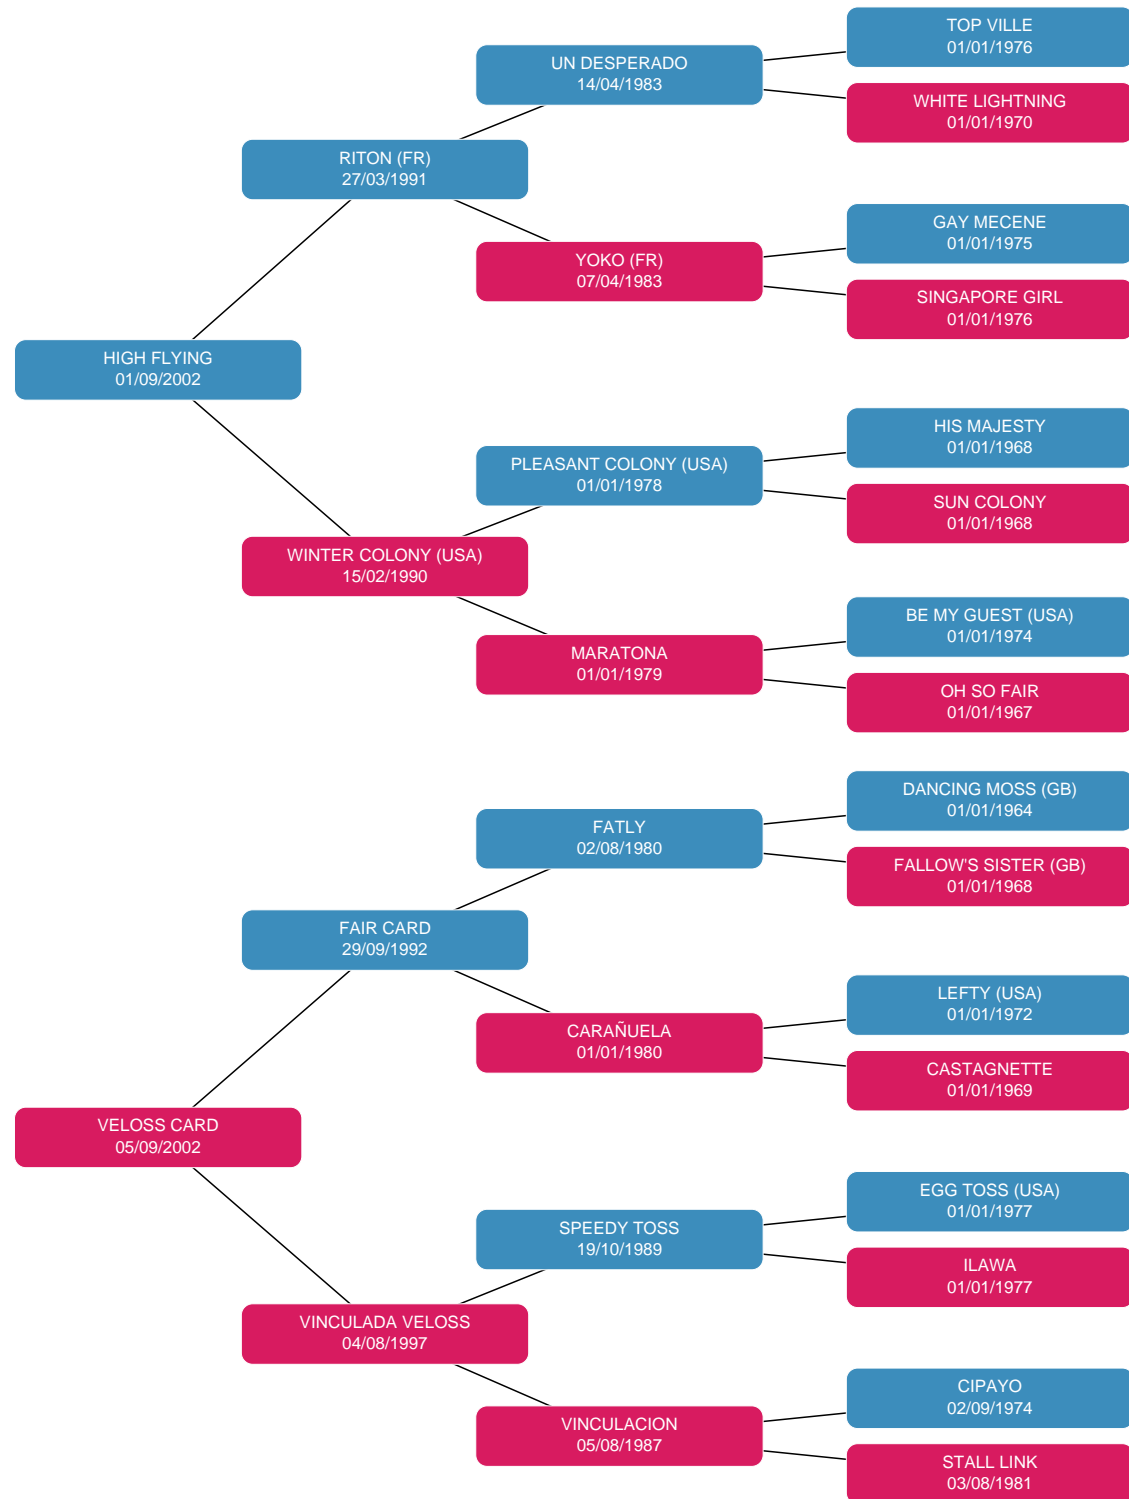 TOP VILLE
01/01/1976
UN DESPERADO
14/04/1983
WHITE LIGHTNING
01/01/1970
RITON (FR)
27/03/1991
GAY MECENE
01/01/1975
YOKO (FR)
07/04/1983
SINGAPORE GIRL
01/01/1976
HIGH FLYING
01/09/2002
HIS MAJESTY
01/01/1968
PLEASANT COLONY (USA)
01/01/1978
SUN COLONY
01/01/1968
WINTER COLONY (USA)
15/02/1990
BE MY GUEST (USA)
01/01/1974
MARATONA
01/01/1979
OH SO FAIR
01/01/1967
DANCING MOSS (GB)
01/01/1964
FATLY
02/08/1980
FALLOW'S SISTER (GB)
01/01/1968
FAIR CARD
29/09/1992
LEFTY (USA)
01/01/1972
CARAÑUELA
01/01/1980
CASTAGNETTE
01/01/1969
VELOSS CARD
05/09/2002
EGG TOSS (USA)
01/01/1977
SPEEDY TOSS
19/10/1989
ILAWA
01/01/1977
VINCULADA VELOSS
04/08/1997
CIPAYO
02/09/1974
VINCULACION
05/08/1987
STALL LINK
03/08/1981